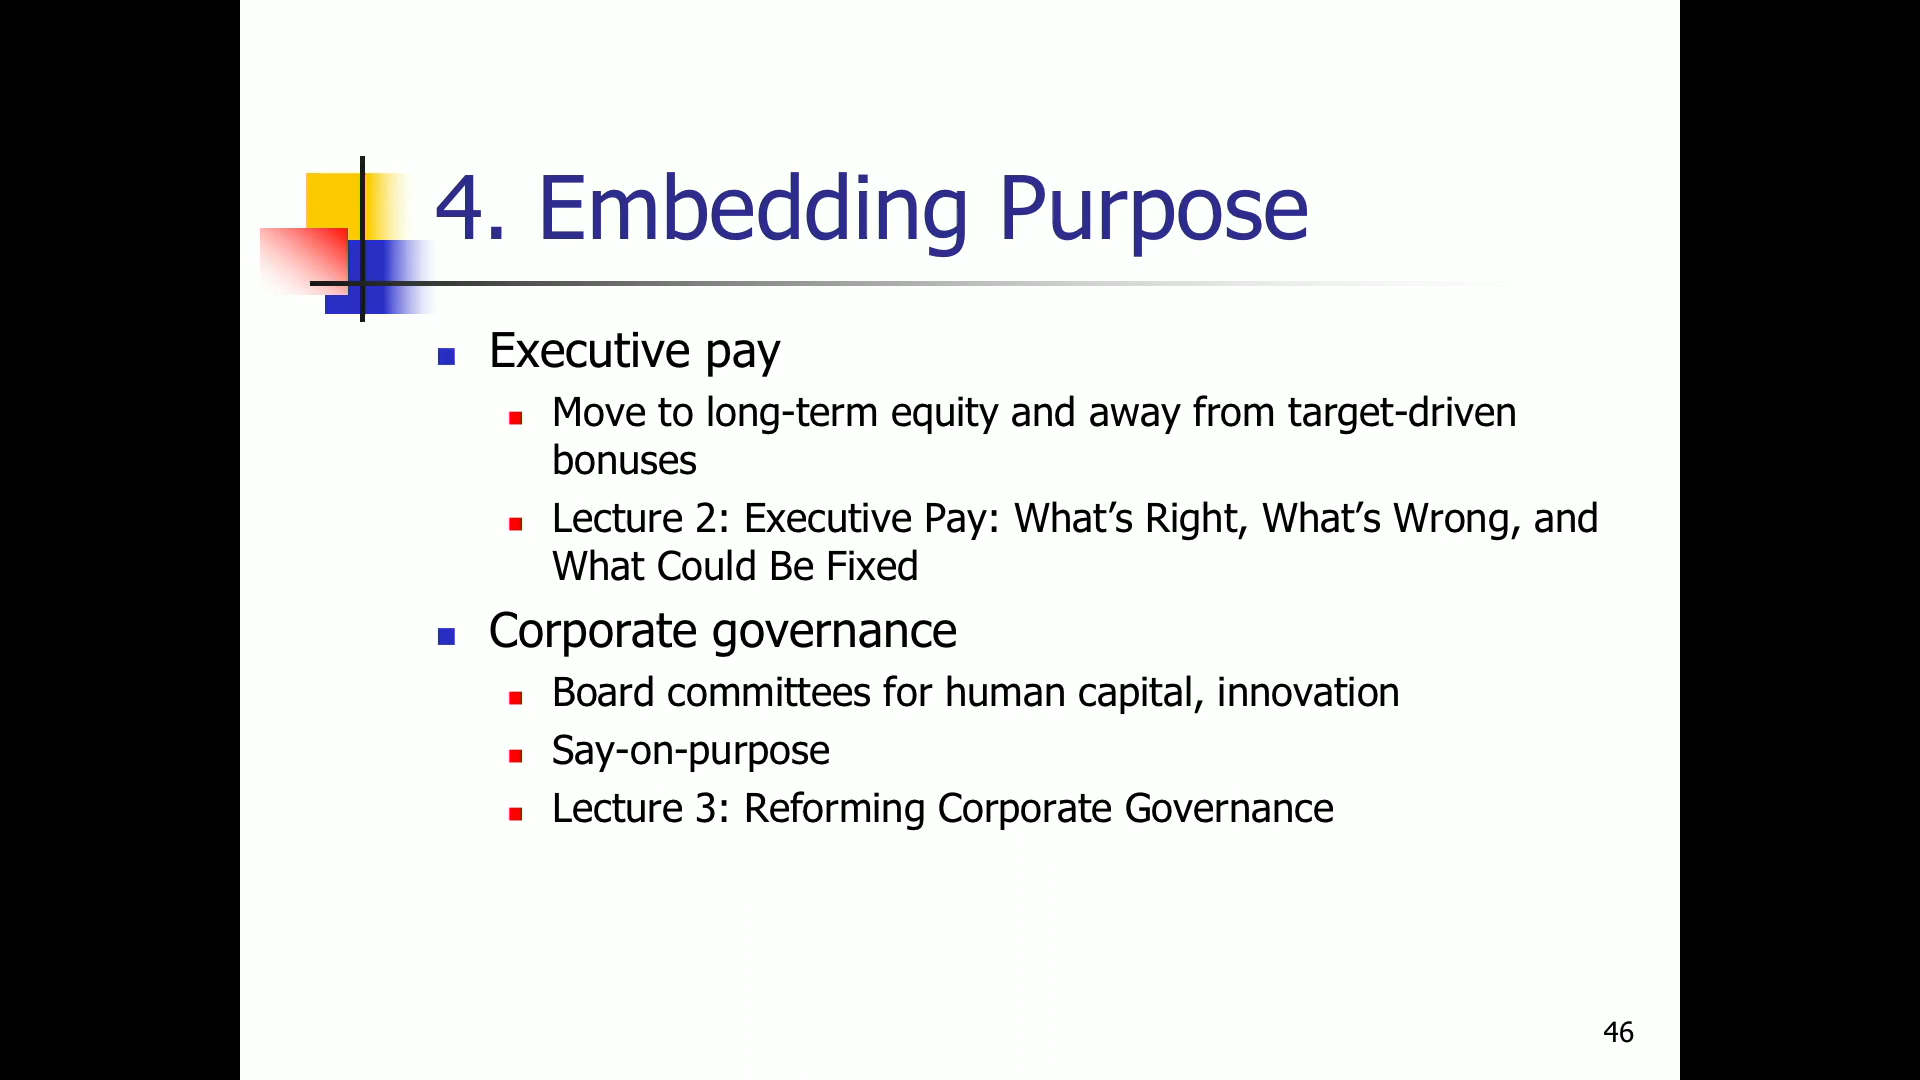 4. Embedding Purpose
Executive pay
Move to long-term equity and away from target-driven
bonuses
Lecture 2: Executive Pay: What’s Right, What’s Wrong, and
What Could Be Fixed
Corporate governance
Board committees for human capital, innovation
Say-on-purpose
Lecture 3: Reforming Corporate Governance
46